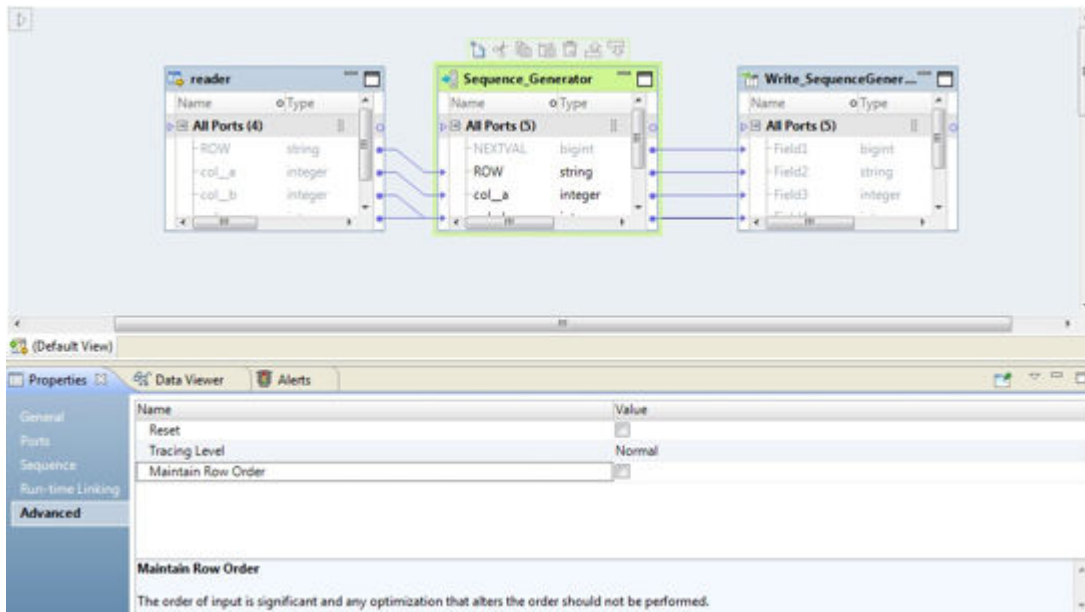 reader
Name Type
All Ports (4)
ROW string
col__a integer
col__b integer
Sequence_Generator
Name Type
All Ports (5)
NEXTVAL bigint
ROW string
col__a integer
Write_SequenceGener...
Name Type
All Ports (5)
Field1 bigint
Field2 string
Field3 integer
(Default View)
Properties
Data Viewer
Alerts
General
Ports
Sequence
Run-time Linking
Advanced
Name Value
Reset
Tracing Level Normal
Maintain Row Order
Maintain Row Order
The order of input is significant and any optimization that alters the order should not be performed.